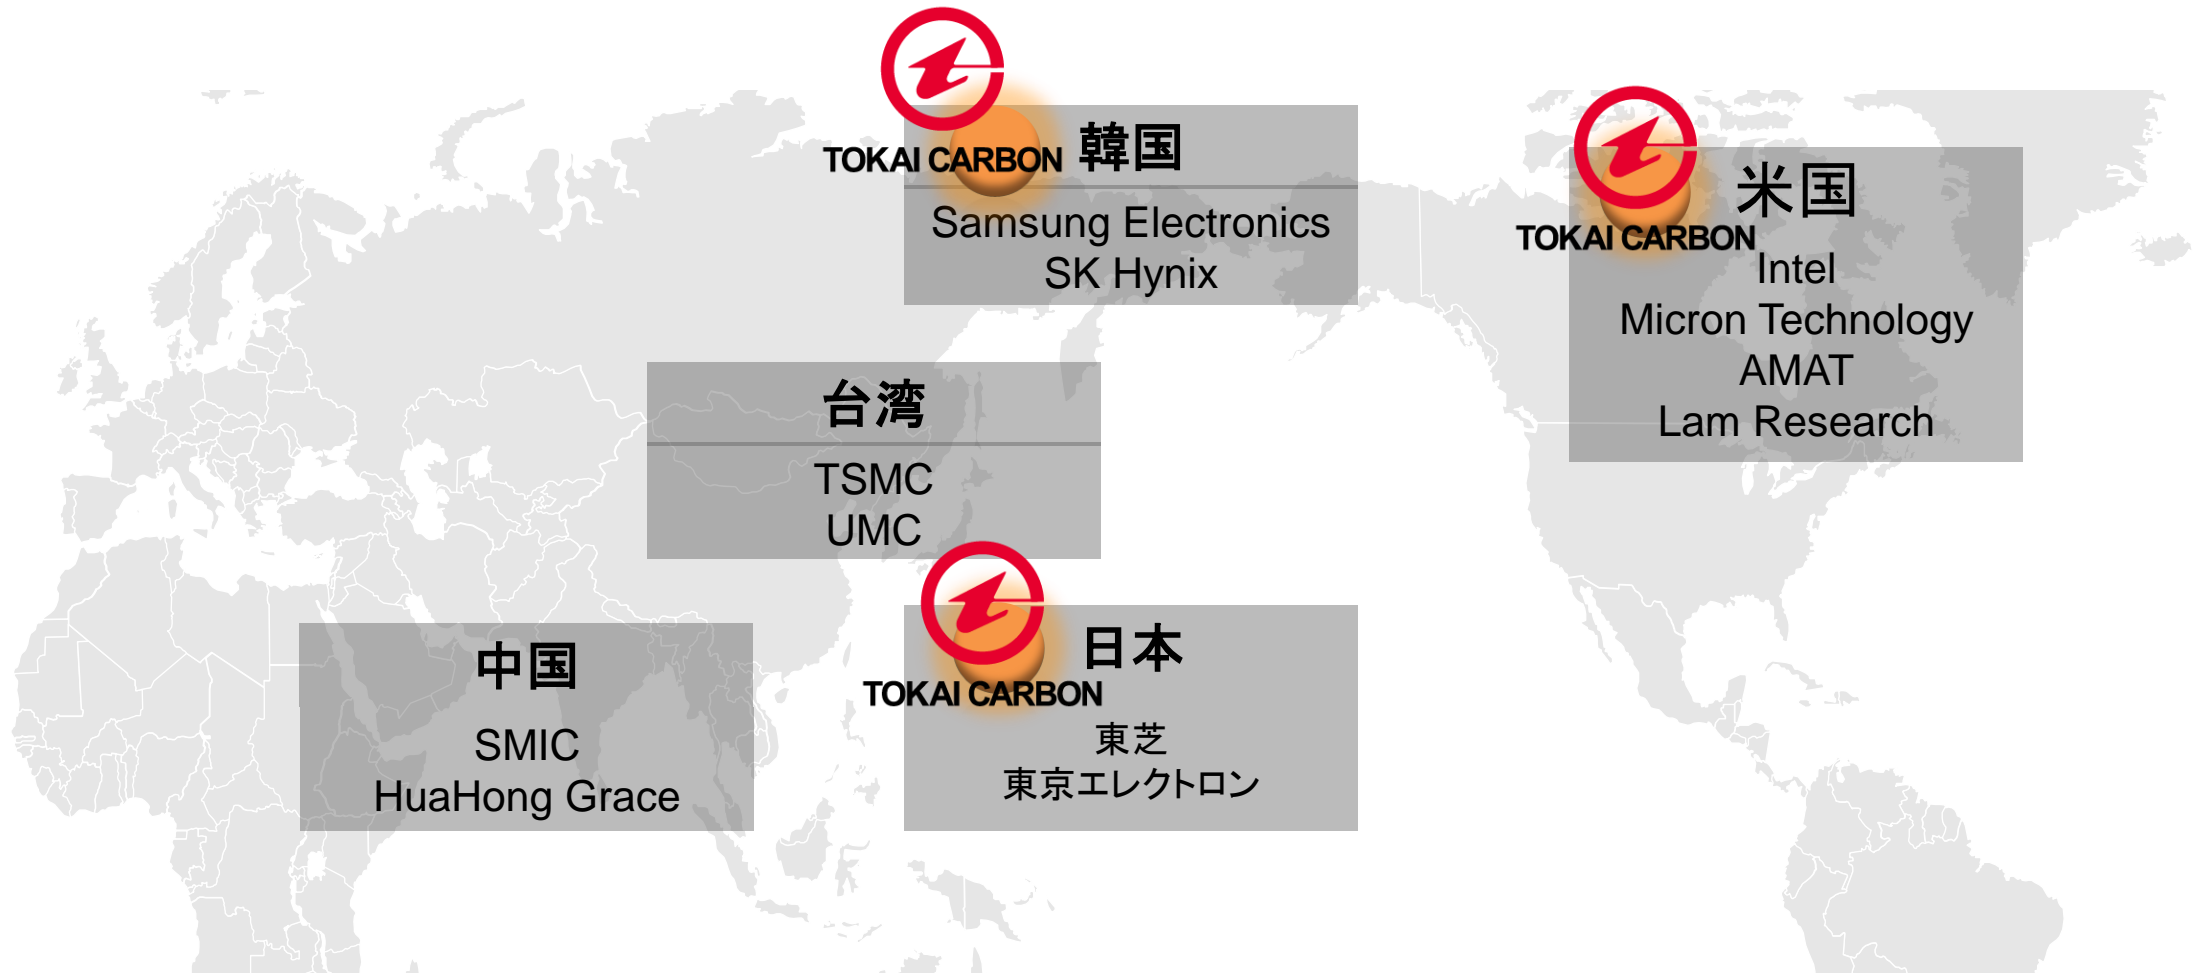 TOKAI CARBON
韓国
Samsung Electronics
SK Hynix
TOKAI CARBON
米国
Intel
Micron Technology
AMAT
Lam Research
台湾
TSMC
UMC
中国
SMIC
HuaHong Grace
TOKAI CARBON
日本
東芝
東京エレクトロン